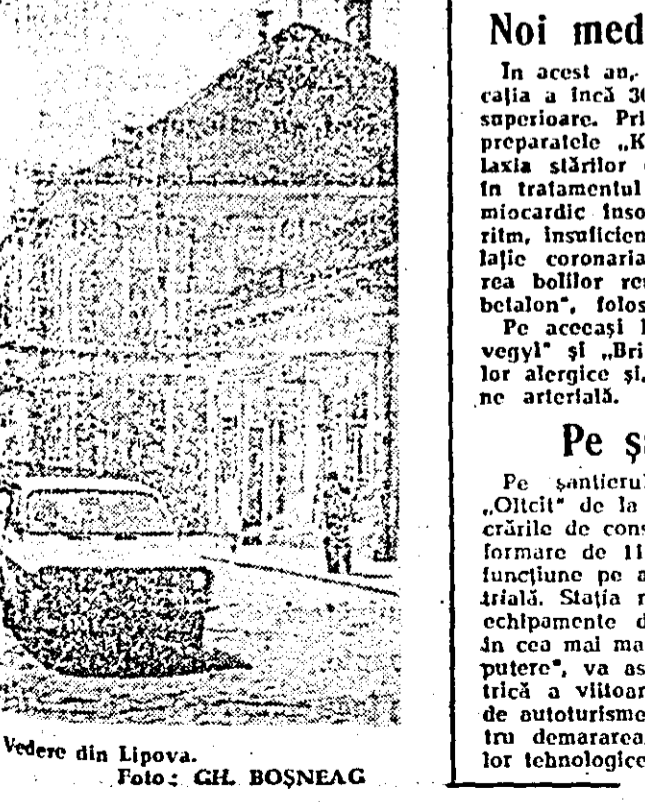 Vedere din Lipova.
Foto: GH. BOȘNEAG
Noi med
In acest an,
cația a încă 30
superioare. Pri
preparatele „K
laxia stărilor
în tratamentul
miocardic înso
ritm, insuficien
lație coronaria
rea bolilor re
betalon", folos
Pe aceeași l
vegyl" și „Bri
lor alergice și
ne arterială.
Pe ș
Pe șantierul
„Oltcit" de la
crările de cons
formare de 11
funcțiune pe a
trială. Stația r
echipamente d
în cea mai ma
putere", va as
trică a viitoar
de autoturisme
tru demararea
lor tehnologice